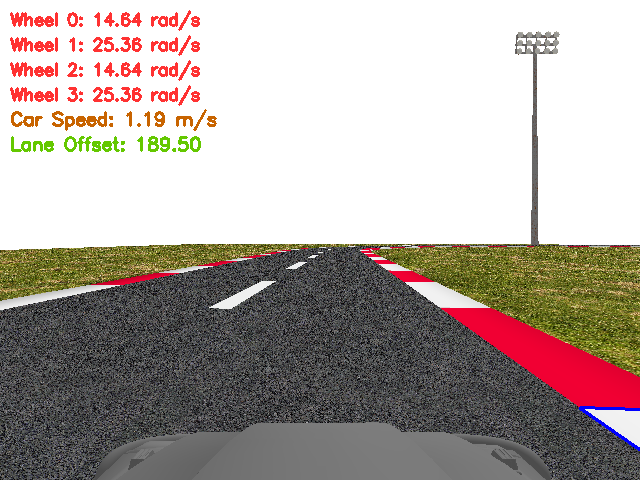 Wheel 0: 14.64 rad/s
Wheel 1: 25.36 rad/s
Wheel 2: 14.64 rad/s
Wheel 3: 25.36 rad/s
Car Speed: 1.19 m/s
Lane Offset: 189.50